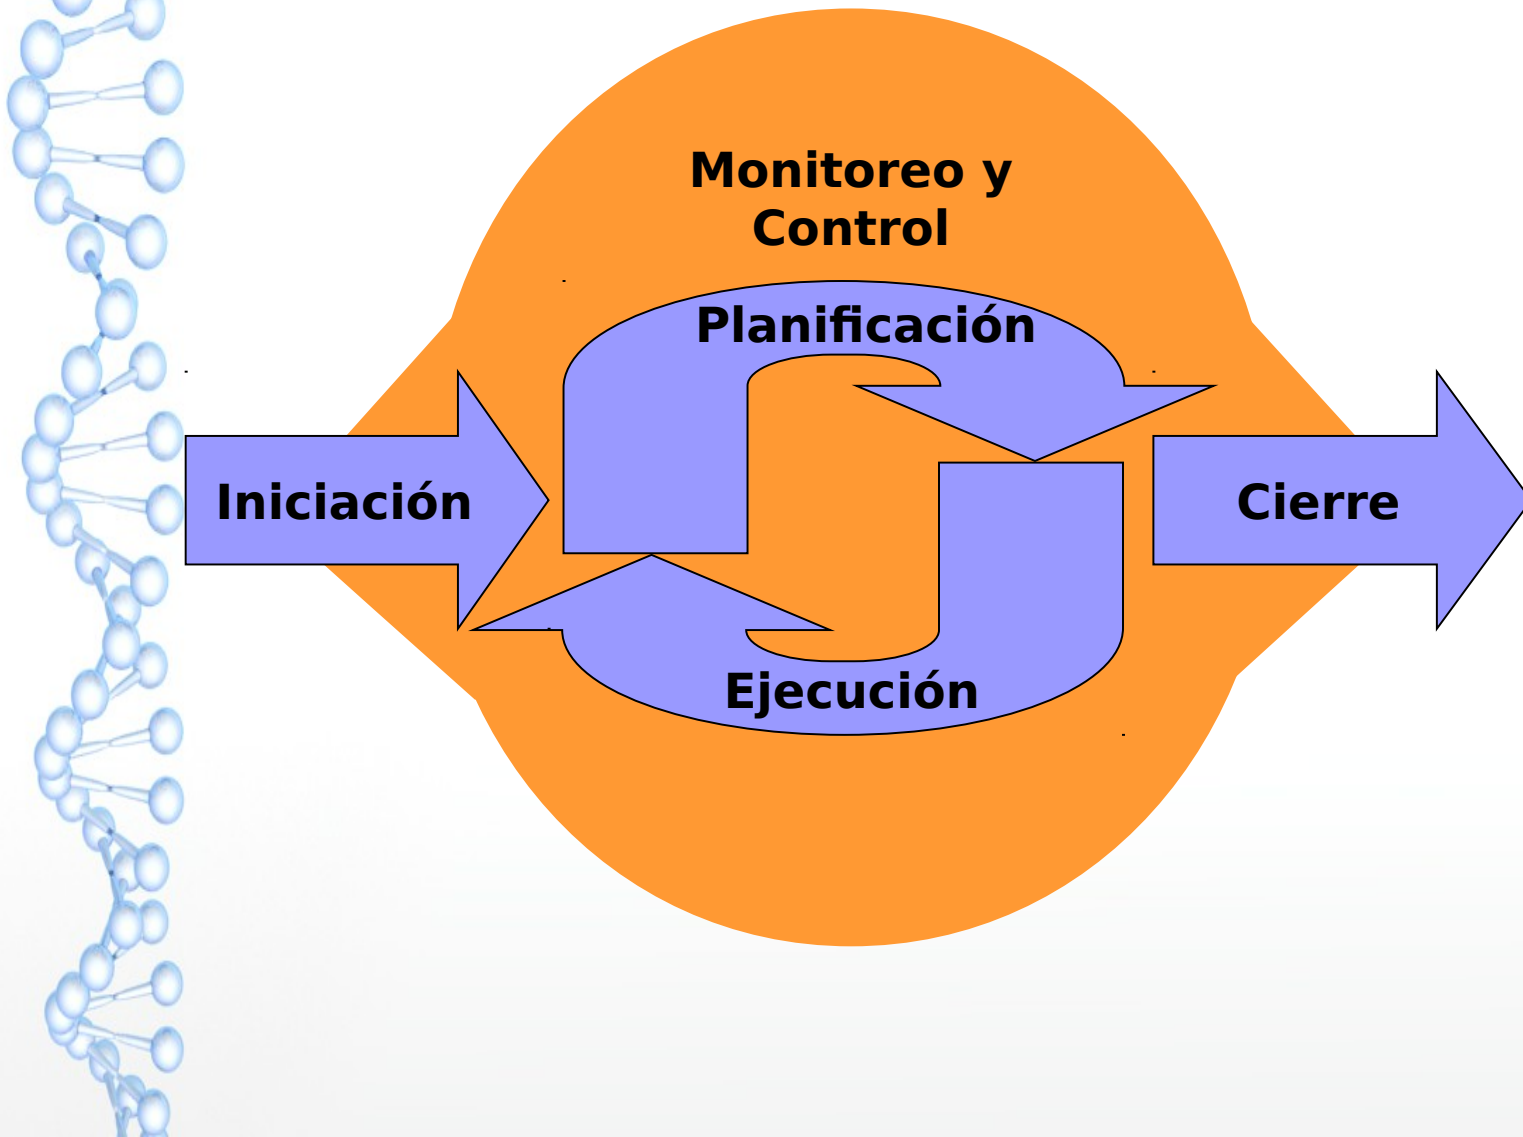 Monitoreo y
Control
Planificación
Iniciación
Cierre
Ejecución